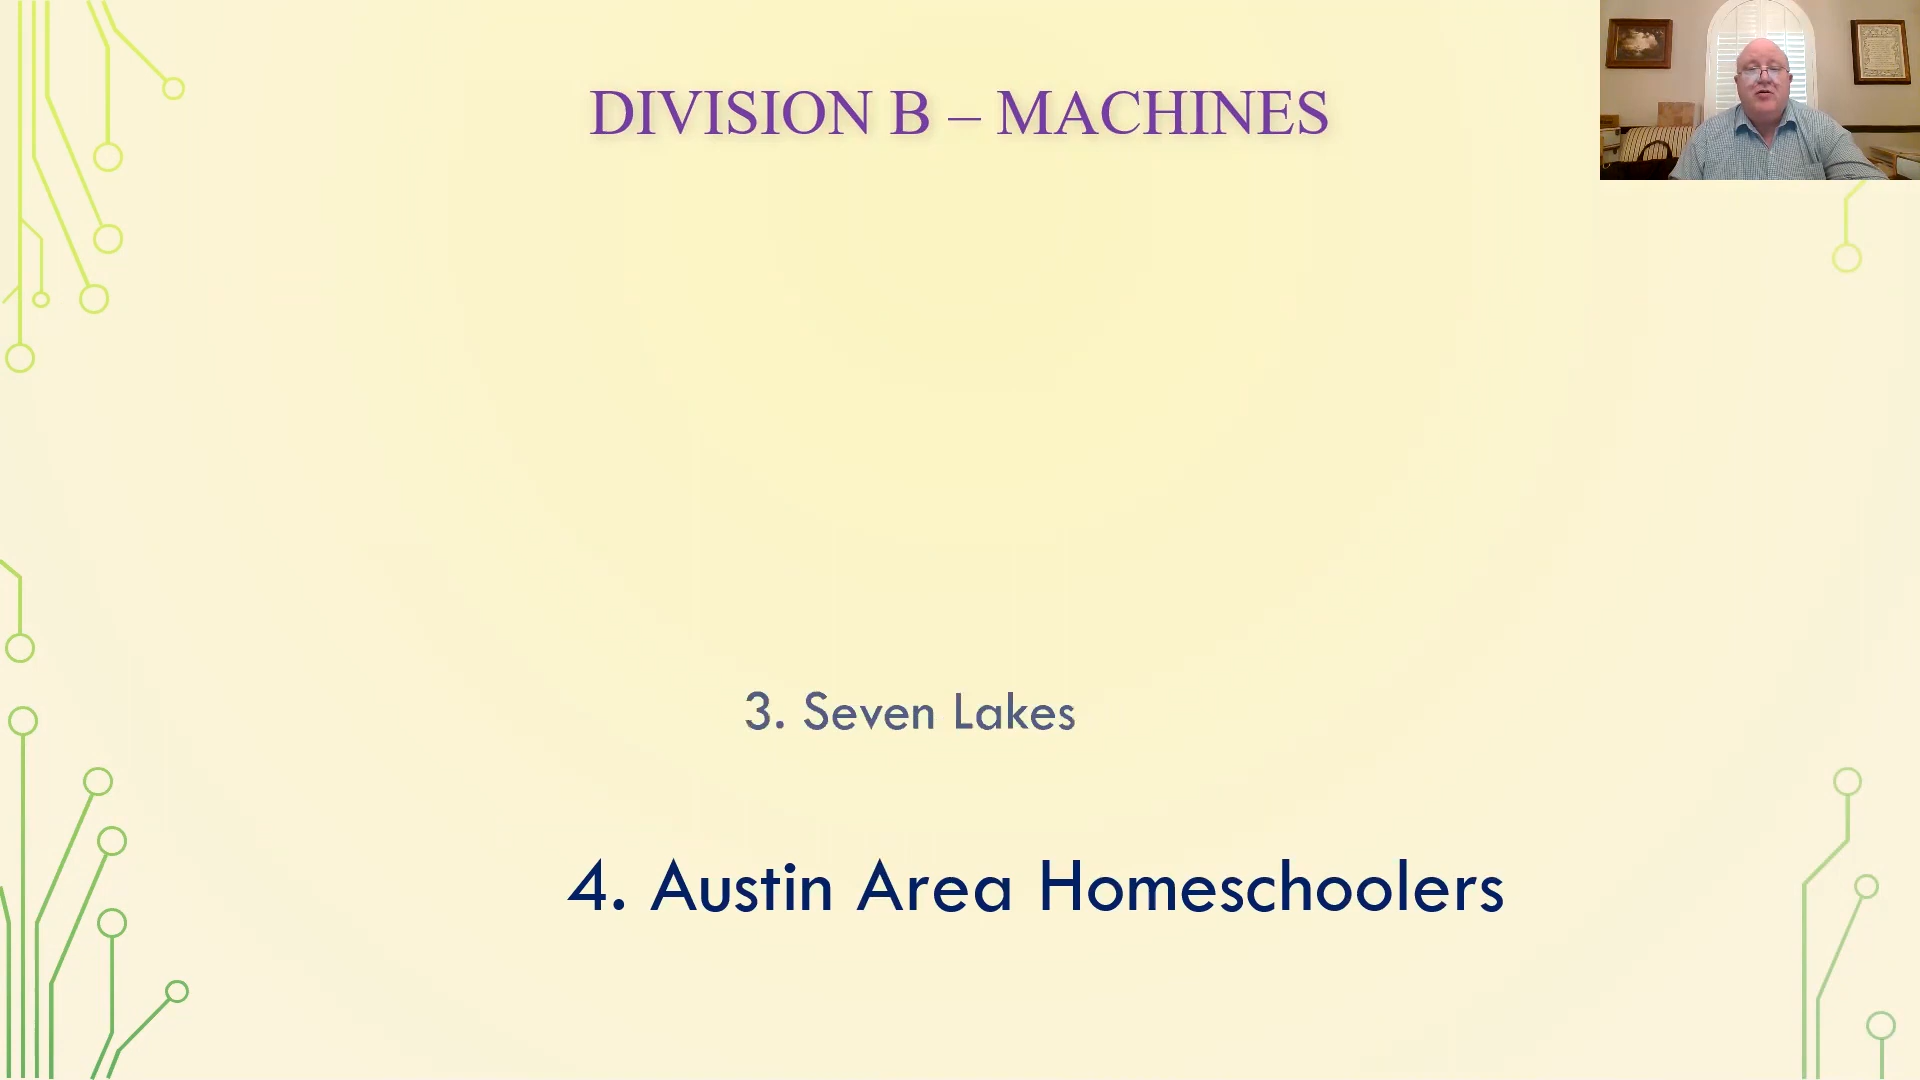 DIVISION B – MACHINES
3. Seven Lakes
4. Austin Area Homeschoolers